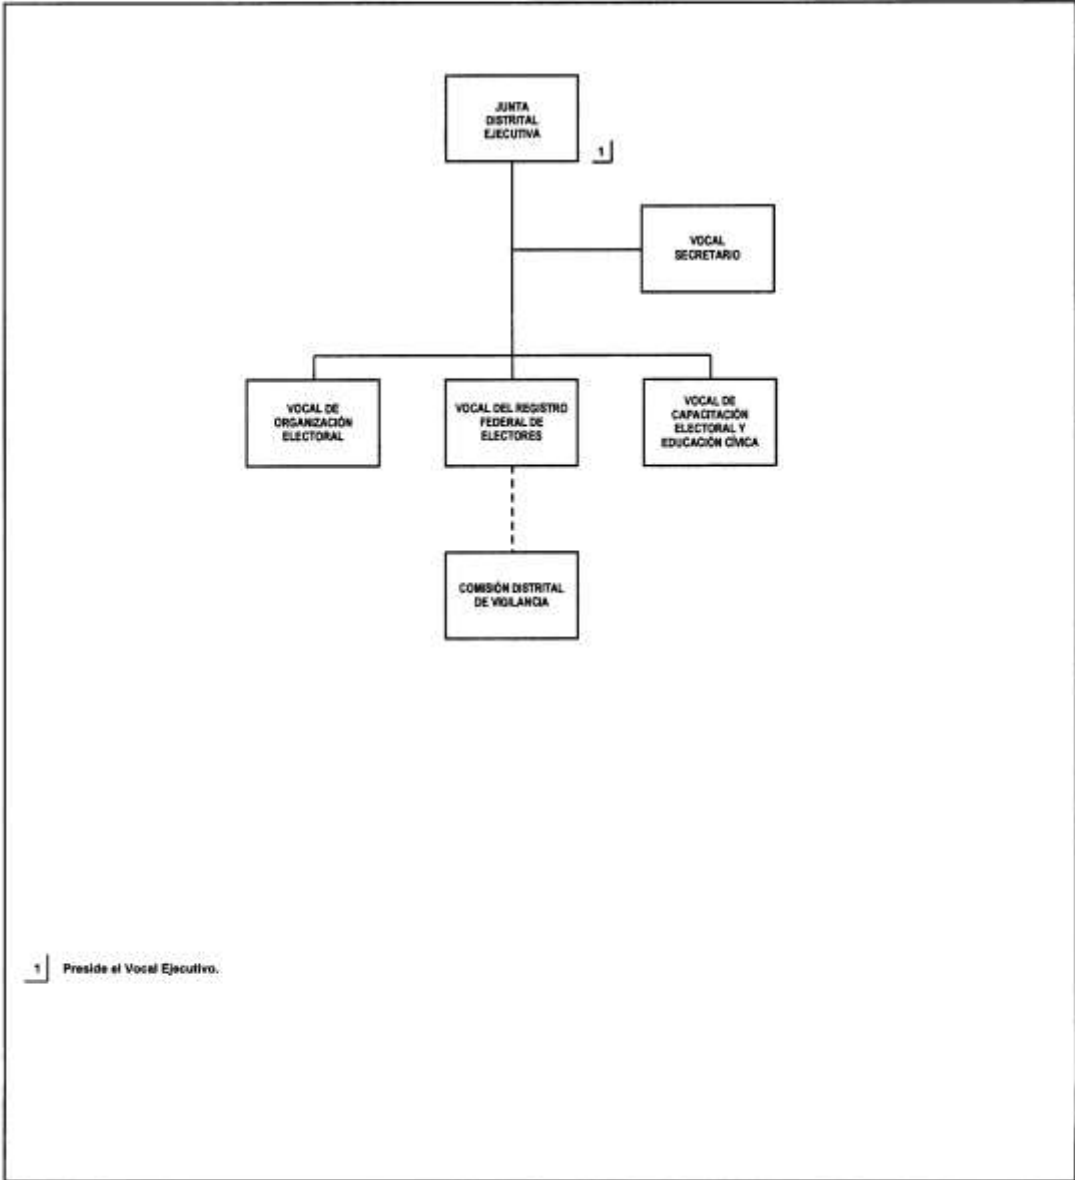 JUNTA
DISTRITAL
EJECUTIVA
1
VOCAL
SECRETARIO
VOCAL DE
ORGANIZACIÓN
ELECTORAL
VOCAL DEL REGISTRO
FEDERAL DE
ELECTORES
VOCAL DE
CAPACITACIÓN
ELECTORAL Y
EDUCACIÓN CÍVICA
COMISIÓN DISTRITAL
DE VIGILANCIA
1 Preside el Vocal Ejecutivo.